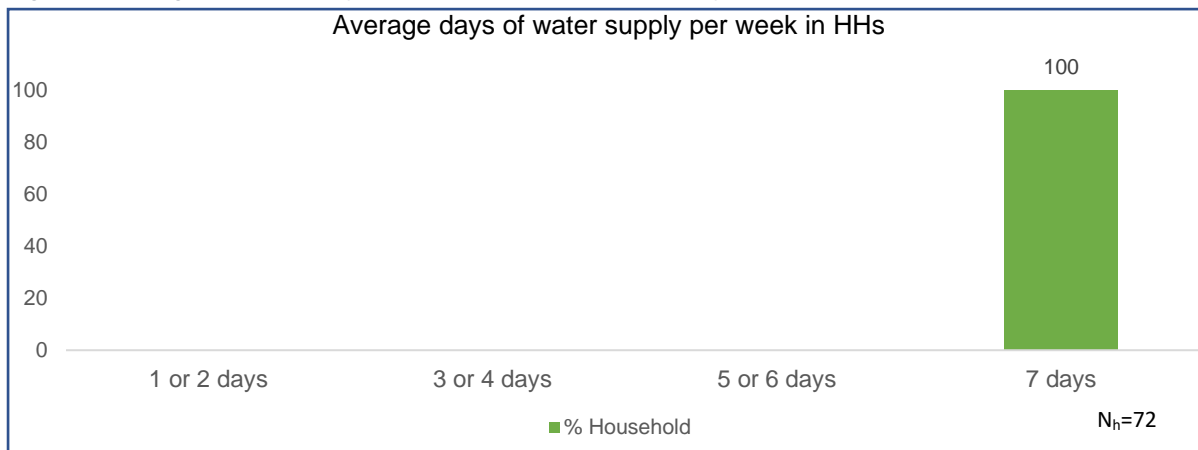 Average days of water supply per week in HHs
100
100
80
60
40
20
0
1 or 2 days
3 or 4 days
5 or 6 days
7 days
% Household
Nh=72